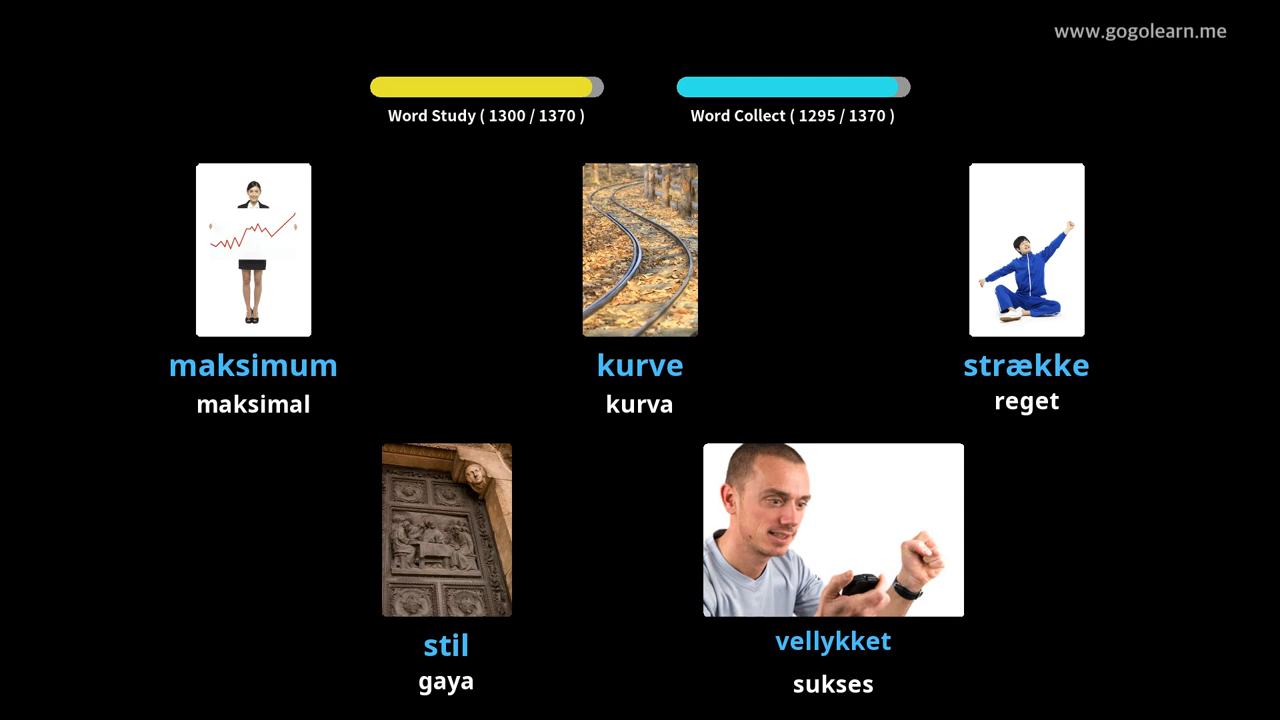 www.gogolearn.me
Word Study ( 1300 / 1370 )
Word Collect ( 1295 / 1370 )
maksimum
maksimal
kurve
kurva
strække
reget
stil
gaya
vellykket
sukses